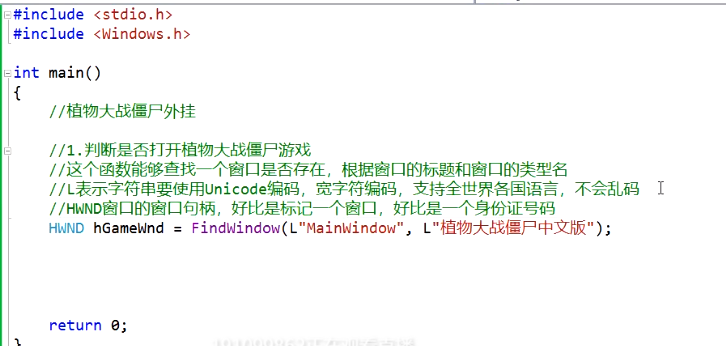 #include <stdio.h>
#include <Windows.h>
int main()
{
//植物大战僵尸外挂
//1.判断是否打开植物大战僵尸游戏
//这个函数能够查找一个窗口是否存在，根据窗口的标题和窗口的类型名
//L表示字符串要使用Unicode编码，宽字符编码，支持全世界各国语言，不会乱码
//HWND窗口的窗口句柄，好比是标记一个窗口，好比是一个身份证号码
HWND hGameWnd = FindWindow(L"MainWindow", L"植物大战僵尸中文版");
return 0;
}